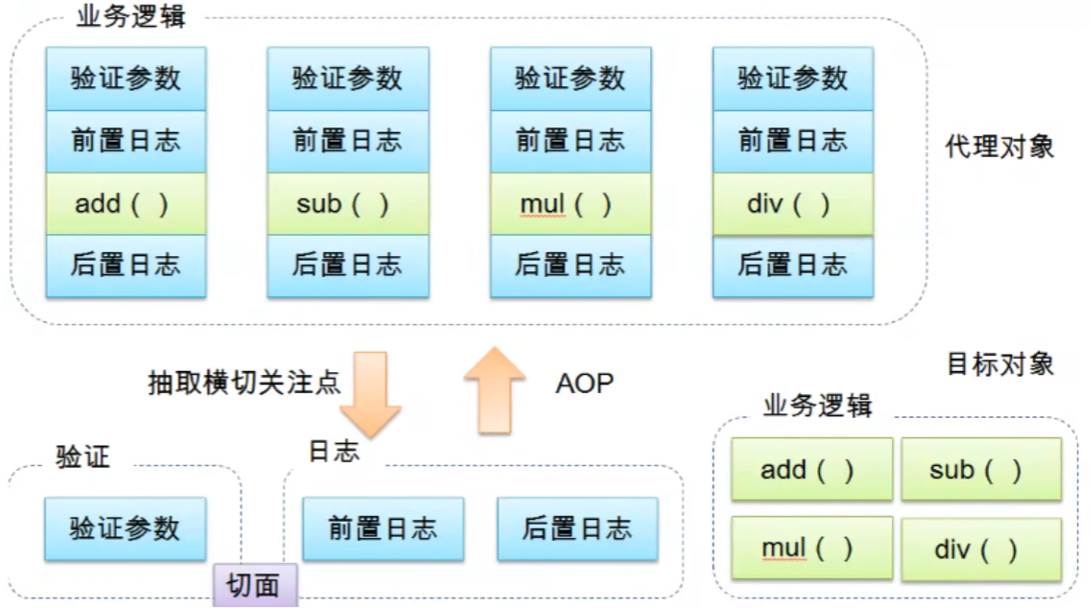 业务逻辑
验证参数 验证参数 验证参数 验证参数
前置日志 前置日志 前置日志 前置日志
代理对象
add ( ) sub ( ) mul ( ) div ( )
后置日志 后置日志 后置日志 后置日志
抽取横切关注点
AOP
目标对象
业务逻辑
验证
日志
add ( ) sub ( )
验证参数
前置日志 后置日志
mul ( ) div ( )
切面